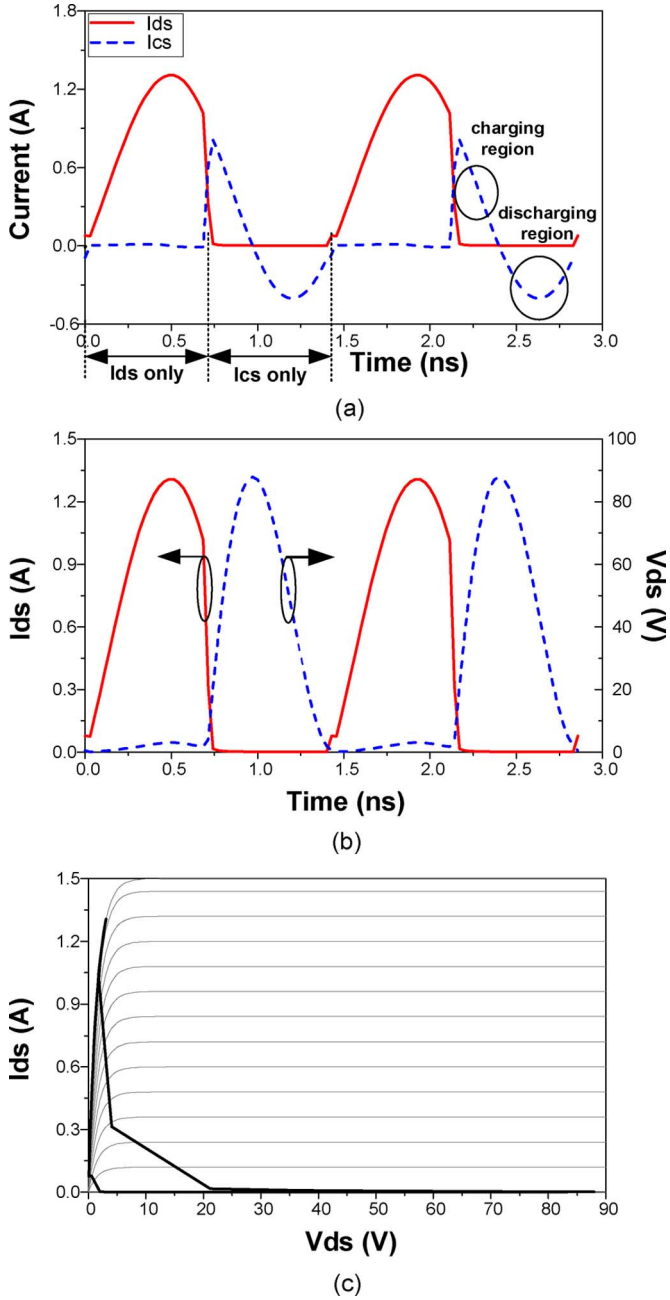 1.8
Ids
Ics
1.2
0.6
0.0
-0.6
Current (A)
charging
region
discharging
region
0.0 0.5 1.0 1.5 2.0 2.5 3.0
Ids only
Ics only
Time (ns)
(a)
1.5
1.2
0.9
0.6
0.3
0.0
Ids (A)
100
80
60
40
20
0
Vds (V)
0.0 0.5 1.0 1.5 2.0 2.5 3.0
Time (ns)
(b)
1.5
1.2
0.9
0.6
0.3
0.0
Ids (A)
0 10 20 30 40 50 60 70 80 90
Vds (V)
(c)